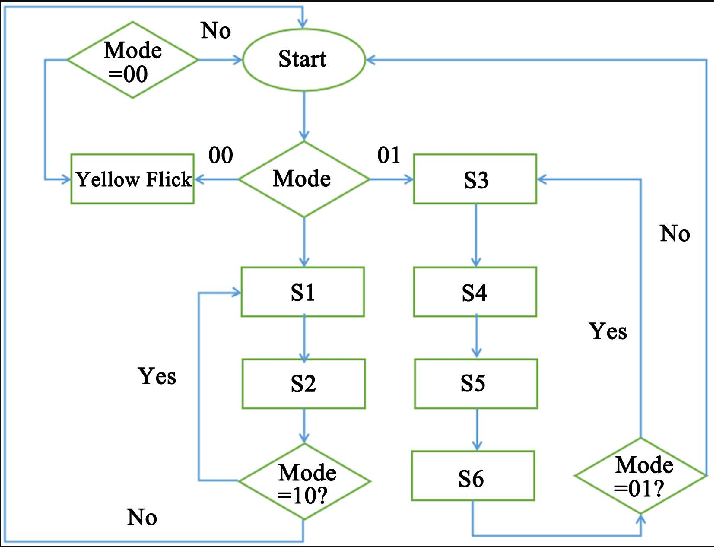 No
Mode
=00
Start
00
01
Yellow Flick
Mode
S3
No
S1
S4
Yes
Yes
S2
S5
Mode
=10?
S6
Mode
=01?
No